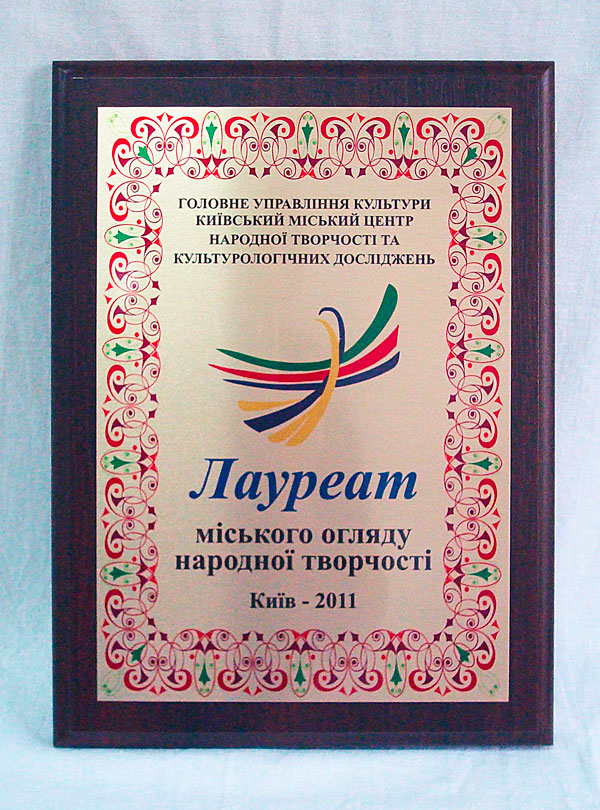 ГОЛОВНЕ УПРАВЛІННЯ КУЛЬТУРИ
КИЇВСЬКИЙ МІСЬКИЙ ЦЕНТР
НАРОДНОЇ ТВОРЧОСТІ ТА
КУЛЬТУРОЛОГІЧНИХ ДОСЛІДЖЕНЬ
Лауреат
міського огляду
народної творчості
Київ - 2011